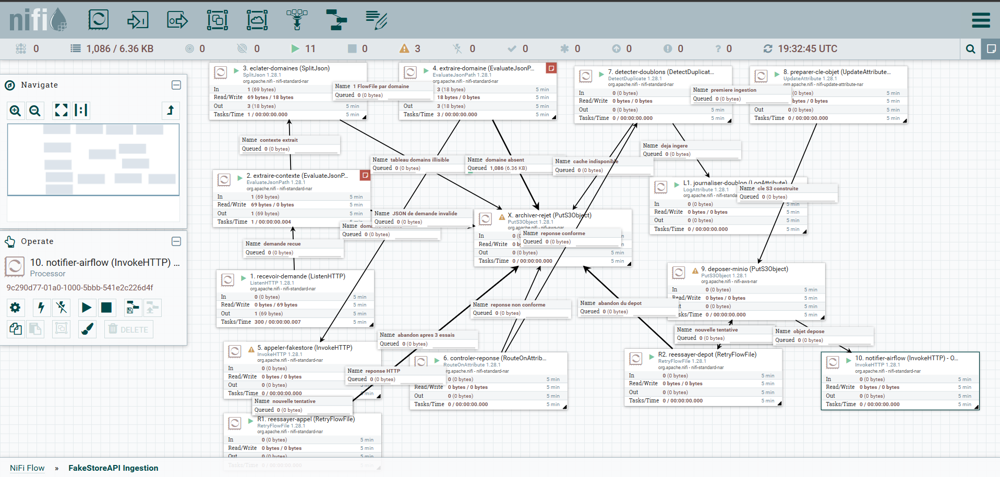 nifi
0
1,086 / 6.36 KB
0
0
11
0
3
0
0
0
0
0
0
19:32:45 UTC
Navigate
Operate
10. notifier-airflow (InvokeHTTP) ...
Processor
9c290d77-01a0-1000-5bbb-541e2c226d4f
DELETE
3. eclater-domaines (SplitJson)
SplitJson 1.28.1
org.apache.nifi - nifi-standard-nar
In 1 (69 bytes)
Read/Write 69 bytes / 18 bytes
Out 3 (18 bytes) 5 min
Tasks/Time 1 / 00:00:00.000 5 min
Name 1 FlowFile par domaine
Queued 0 (0 bytes)
4. extraire-domaine (EvaluateJsonP...
EvaluateJsonPath 1.28.1
org.apache.nifi - nifi-standard-nar
3 (18 bytes) 5 min
18 bytes / 0 bytes 5 min
Out 3 (18 bytes) 5 min
Tasks/Time 3 / 00:00:00.000 5 min
7. detecter-doublons (DetectDuplicat...
DetectDuplicate 1.28.1
org.apache.nifi - nifi-standard-nar
In 0 (0 bytes)
Read/Write 0 bytes / 0 bytes
Out 0 (0 bytes) 5 min
Tasks/Time 0 / 00:00:00.000 5 min
Name premiere ingestion
Queued 0 (0 bytes)
8. preparer-cle-objet (UpdateAttribute...
UpdateAttribute 1.28.1
org.apache.nifi - nifi-update-attribute-nar
0 (0 bytes) 5 min
0 bytes / 0 bytes 5 min
Out 0 (0 bytes) 5 min
Tasks/Time 0 / 00:00:00.000 5 min
Name contexte extrait
Queued 0 (0 bytes)
Name tableau domains illisible
Queued 0 (0 bytes)
Name domaine absent
Queued 1,086 (6.36 KB)
Name cache indisponible
Queued 0 (0 bytes)
Name deja ingere
Queued 0 (0 bytes)
2. extraire-contexte (EvaluateJsonP...
EvaluateJsonPath 1.28.1
org.apache.nifi - nifi-standard-nar
In 1 (69 bytes) 5 min
Read/Write 69 bytes / 0 bytes 5 min
Out 1 (69 bytes) 5 min
Tasks/Time 1 / 00:00:00.004 5 min
L1. journaliser-doublon (LogAttribute)
LogAttribute 1.28.1
org.apache.nifi - nifi-standa
In 0 (0 bytes)
Read/Write 0 bytes / 0 bytes 5 min
Out 0 (0 bytes) 5 min
Tasks/Time 0 / 00:00:00.000 5 min
Name cle S3 construite
Queued 0 (0 bytes)
Name JSON de demande invalide
Queued 0 (0 bytes)
Name
Queued 0 (0 bytes)
X. archiver-rejet (PutS3Object)
PutS3Object 1.28.1
org.apache.nifi - nifi-aws-nar
In
Read/Write
Out 0 (0 bytes) 5 min
Tasks/Time 0 / 00:00:00.000 5 min
Name reponse conforme
Queued 0 (0 bytes)
Name demande recue
Queued 0 (0 bytes)
1. recevoir-demande (ListenHTTP)
ListenHTTP 1.28.1
org.apache.nifi - nifi-standard-nar
In 0 (0 bytes) 5 min
Read/Write 0 bytes / 69 bytes 5 min
Out 1 (69 bytes) 5 min
Tasks/Time 300 / 00:00:00.007 5 min
9. deposer-minio (PutS3Object)
PutS3Object 1.28.1
org.apache.nifi - nifi-aws-nar
In 0 (0 bytes) 5 min
Read/Write 0 bytes / 0 bytes 5 min
0 (0 bytes) 5 min
0 / 00:00:00.000 5 min
Name reponse non conforme
Queued 0 (0 bytes)
Name abandon du depot
Queued 0 (0 bytes)
Name abandon apres 3 essais
Queued 0 (0 bytes)
Name nouvelle tentative
Queued 0 (0 bytes)
Name objet depose
Queued 0 (0 bytes)
5. appeler-fakestore (InvokeHTTP)
InvokeHTTP 1.28.1
org.apache.nifi - nifi-standard-nar
In 0 (0 bytes)
Read/Write 0 bytes / 0 bytes
Out 0 (0 bytes) 5 min
Tasks/Time 0 / 00:00:00.000 5 min
Name reponse HTTP
Queued 0 (0 bytes)
6. controler-reponse (RouteOnAttrib...
RouteOnAttribute 1.28.1
org.apache.nifi - nifi-standard-nar
0 (0 bytes) 5 min
Read/Write 0 bytes / 0 bytes 5 min
Out 0 (0 bytes) 5 min
Tasks/Time 0 / 00:00:00.000 5 min
R2. reessayer-depot (RetryFlowFile)
RetryFlowFile 1.28.1
org.apache.nifi - nifi-standard-nar
In 0 (0 bytes) 5 min
Read/Write 0 bytes / 0 bytes 5 min
Out 0 (0 bytes) 5 min
Tasks/Time 0 / 00:00:00.000 5 min
10. notifier-airflow (InvokeHTTP) - O...
InvokeHTTP 1.28.1
org.apache.nifi - nifi-standard-nar
In 0 (0 bytes) 5 min
Read/Write 0 bytes / 0 bytes 5 min
Out 0 (0 bytes) 5 min
Tasks/Time 0 / 00:00:00.000 5 min
Name nouvelle tentative
Queued 0 (0 bytes)
R1. reessayer-appel (RetryFlowFile)
RetryFlowFile 1.28.1
org.apache.nifi - nifi-standard-nar
In 0 (0 bytes) 5 min
Read/Write 0 bytes / 0 bytes 5 min
Out 0 (0 bytes) 5 min
Tasks/Time 0 / 00:00:00.000 5 min
NiFi Flow » FakeStoreAPI Ingestion